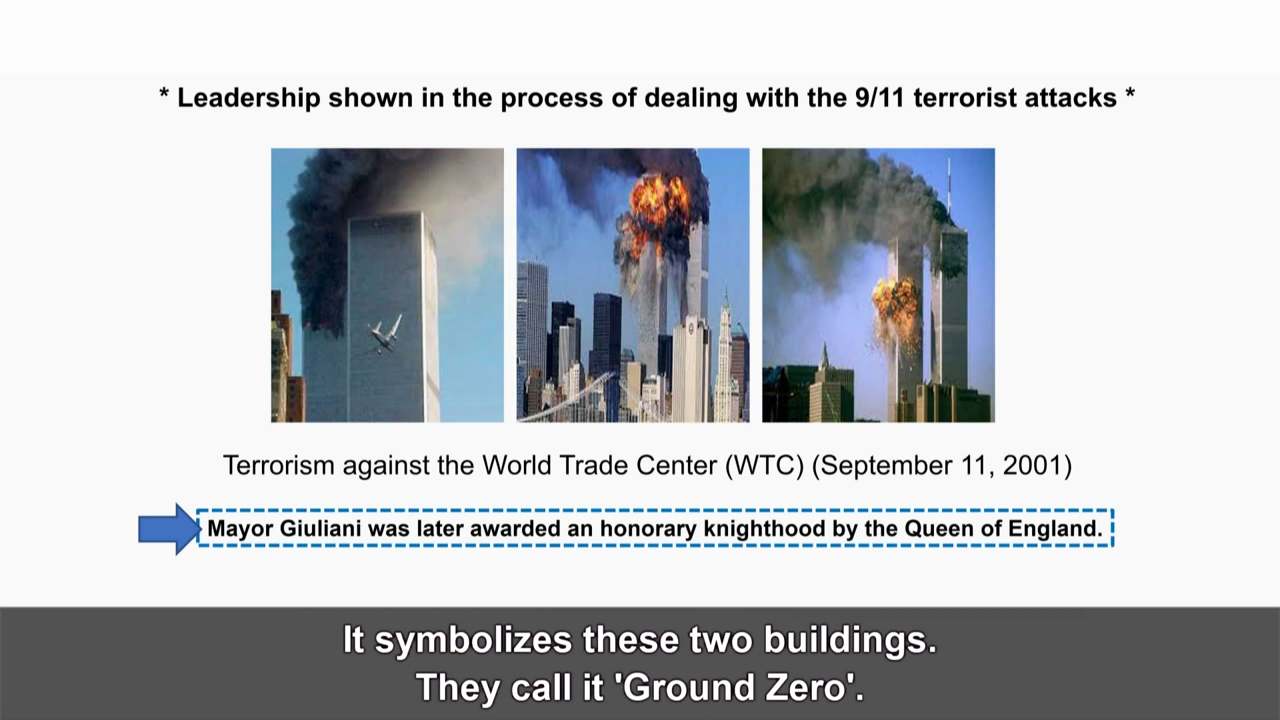 * Leadership shown in the process of dealing with the 9/11 terrorist attacks *
Terrorism against the World Trade Center (WTC) (September 11, 2001)
Mayor Giuliani was later awarded an honorary knighthood by the Queen of England.
It symbolizes these two buildings.
They call it 'Ground Zero'.